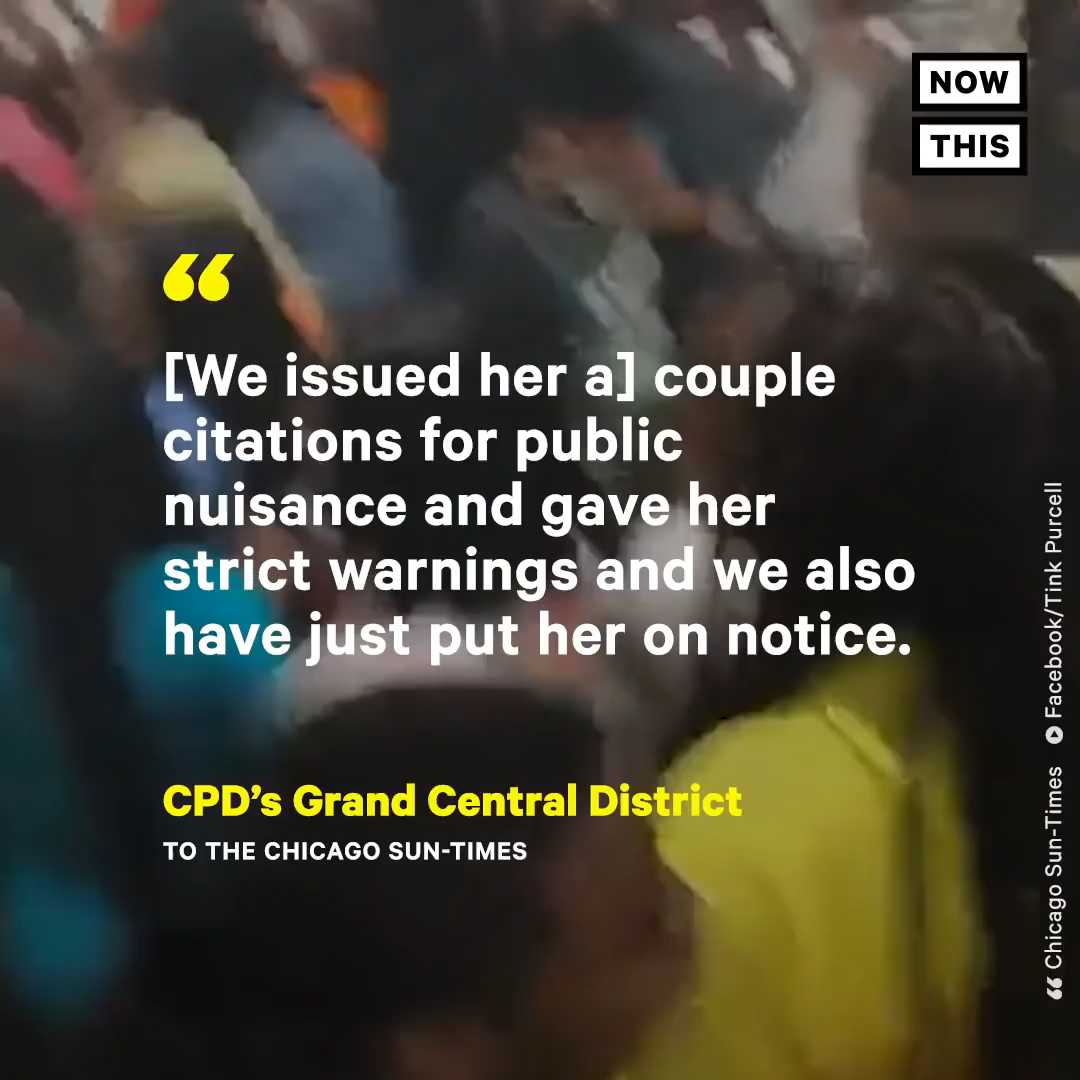 NOW
THIS
“
[We issued her a] couple
citations for public
nuisance and gave her
strict warnings and we also
have just put her on notice.
CPD’s Grand Central District
TO THE CHICAGO SUN-TIMES
“ Chicago Sun-Times Facebook/Tink Purcell